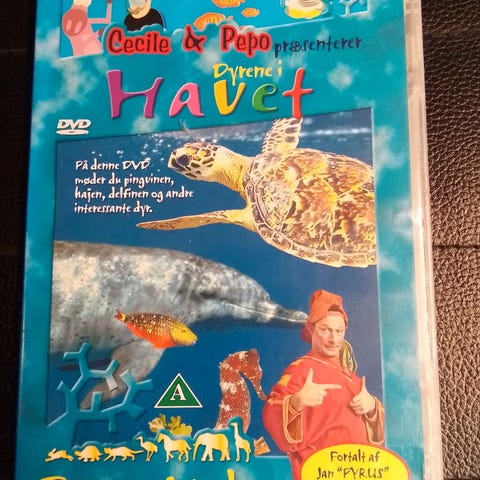 Cecile & Pepo præsenterer
Dyrene i
Havet
DVD
På denne DVD
møder du pingvinen,
hajen, delfinen og andre
interessante dyr.
A
Fortalt af
Jan "PYRUS"